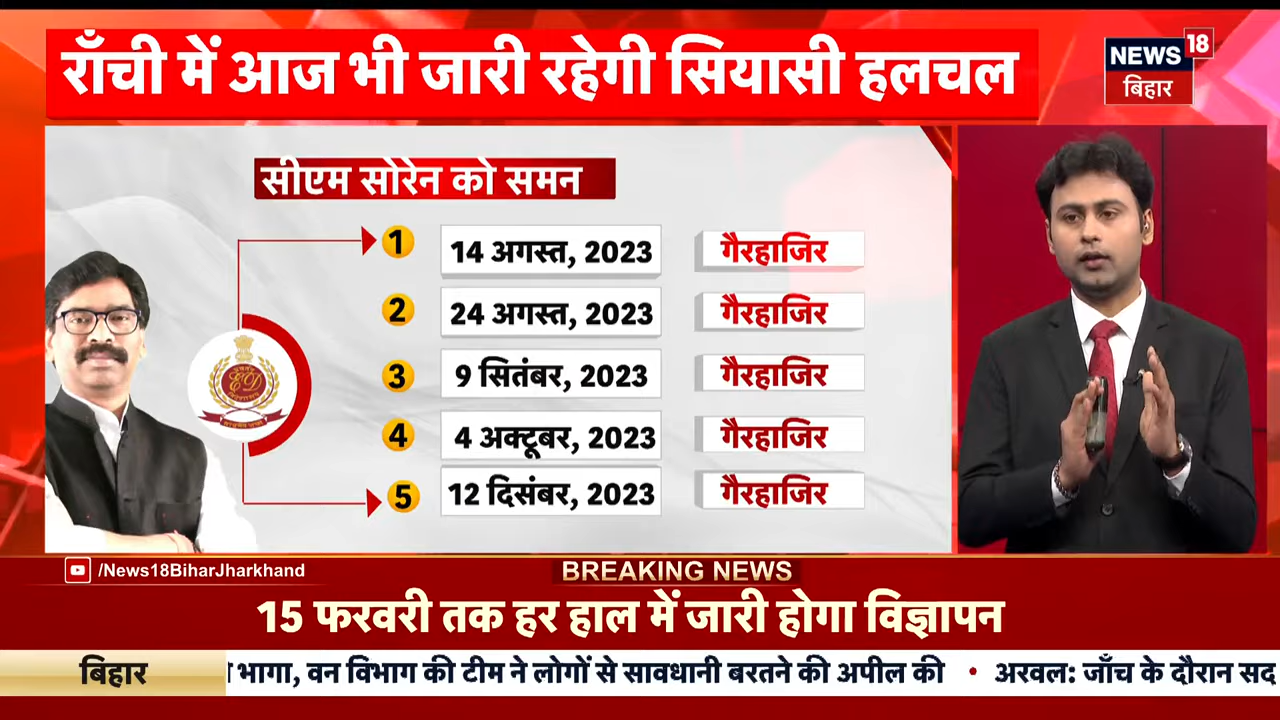 राँची में आज भी जारी रहेगी सियासी हलचल
NEWS 18
बिहार
सीएम सोरेन को समन
1 14 अगस्त, 2023 गैरहाजिर
2 24 अगस्त, 2023 गैरहाजिर
3 9 सितंबर, 2023 गैरहाजिर
4 4 अक्टूबर, 2023 गैरहाजिर
5 12 दिसंबर, 2023 गैरहाजिर
/News18BiharJharkhand
BREAKING NEWS
15 फरवरी तक हर हाल में जारी होगा विज्ञापन
बिहार भागा, वन विभाग की टीम ने लोगों से सावधानी बरतने की अपील की • अरवल: जाँच के दौरान सद